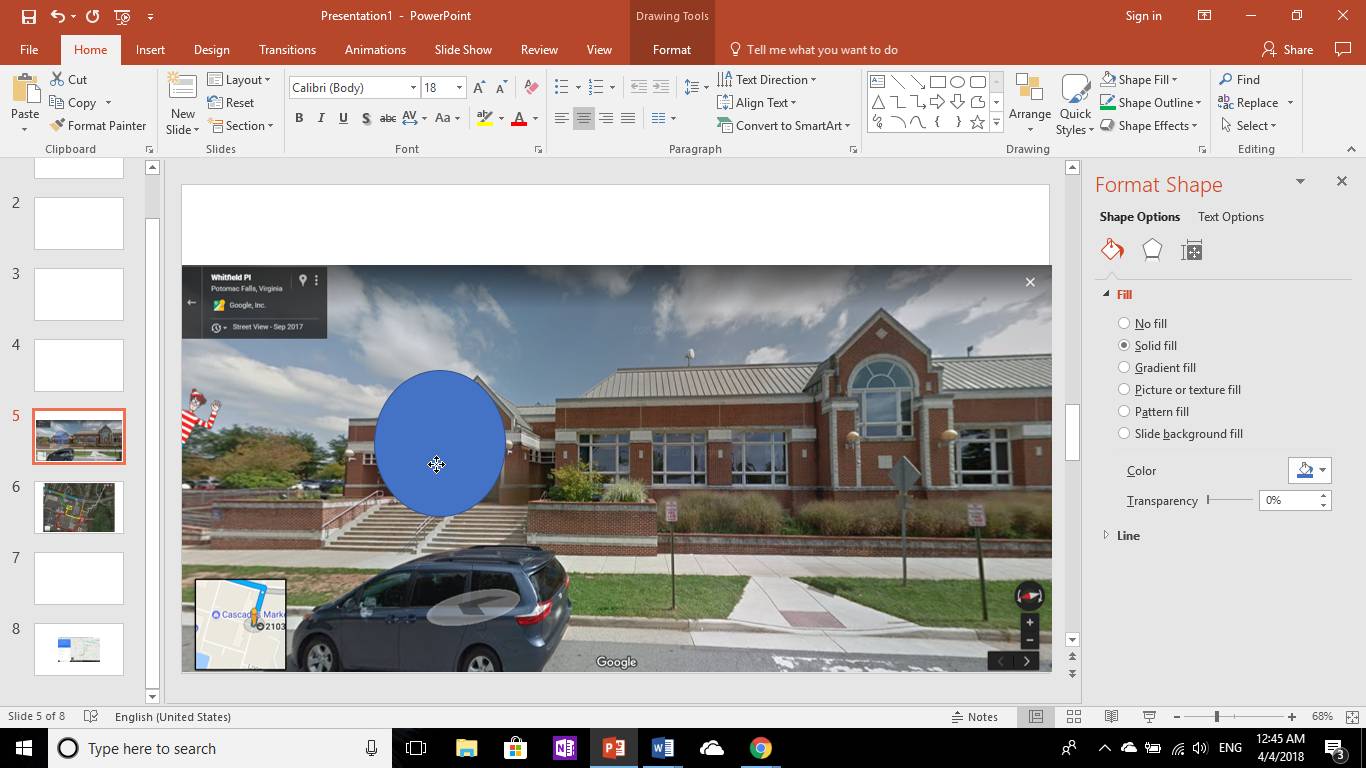 Presentation1 - PowerPoint
Drawing Tools
Sign in
File
Home
Insert
Design
Transitions
Animations
Slide Show
Review
View
Format
Tell me what you want to do
Share
Paste
Cut
Copy
Format Painter
Clipboard
New
Slide
Layout
Reset
Section
Slides
Calibri (Body)
18
B I U S abc AV Aa A
Font
Text Direction
Align Text
Convert to SmartArt
Paragraph
Arrange
Quick
Styles
Shape Fill
Shape Outline
Shape Effects
Drawing
Find
Replace
Select
Editing
2
3
4
5
6
7
8
Whitfield Pl
Potomac Falls, Virginia
Google, Inc.
Street View - Sep 2017
Cascades Marke
2103
Google
Format Shape
Shape Options
Text Options
Fill
No fill
Solid fill
Gradient fill
Picture or texture fill
Pattern fill
Slide background fill
Color
Transparency
0%
Line
Slide 5 of 8
English (United States)
Notes
68%
Type here to search
ENG
12:45 AM
4/4/2018
3